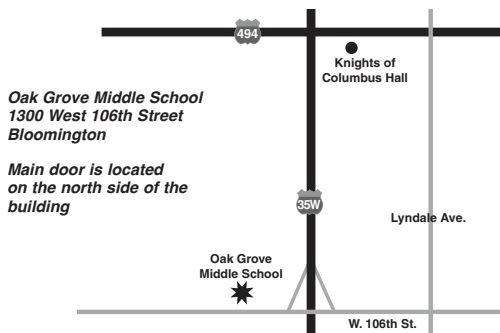 494
Knights of
Columbus Hall
Oak Grove Middle School
1300 West 106th Street
Bloomington
Main door is located
on the north side of the
building
35W
Lyndale Ave.
Oak Grove
Middle School
W. 106th St.